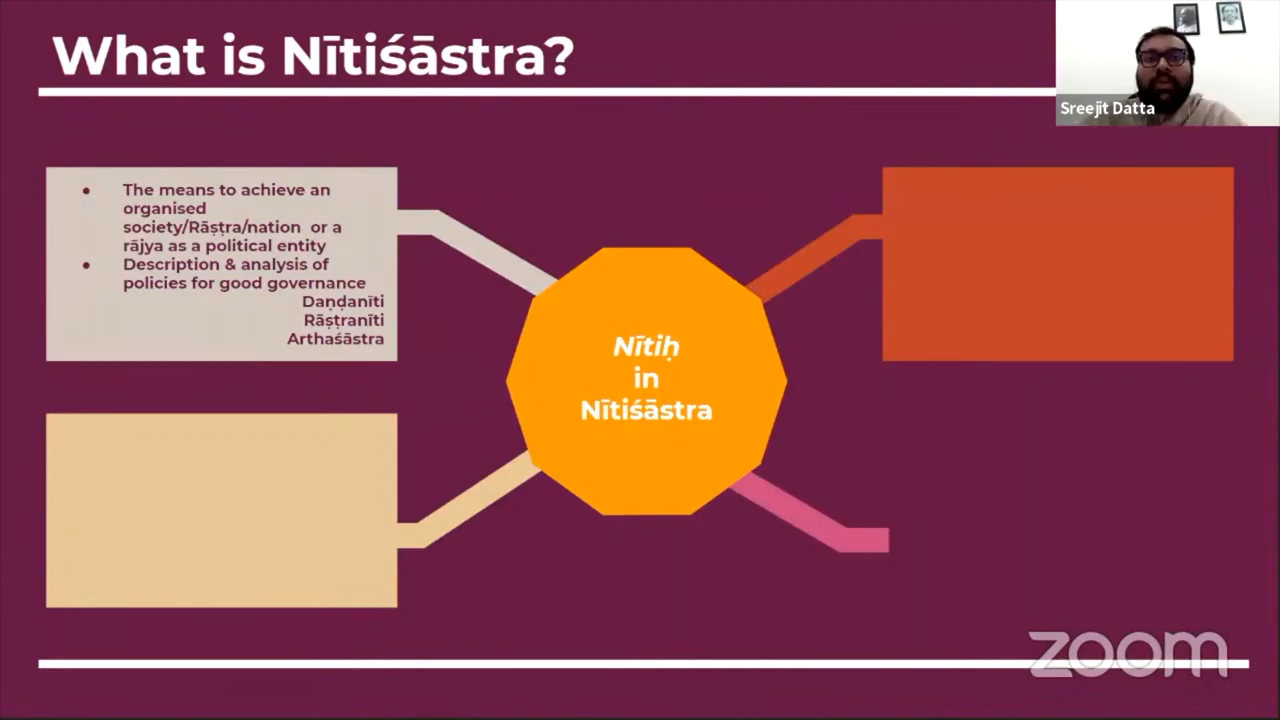 What is Nītiśāstra?
Sreejit Datta
The means to achieve an
organised
society/Rāṣṭra/nation or a
rājya as a political entity
Description & analysis of
policies for good governance
Daṇḍanīti
Rāṣṭranīti
Arthaśāstra
Nītiḥ
in
Nītiśāstra
zoom